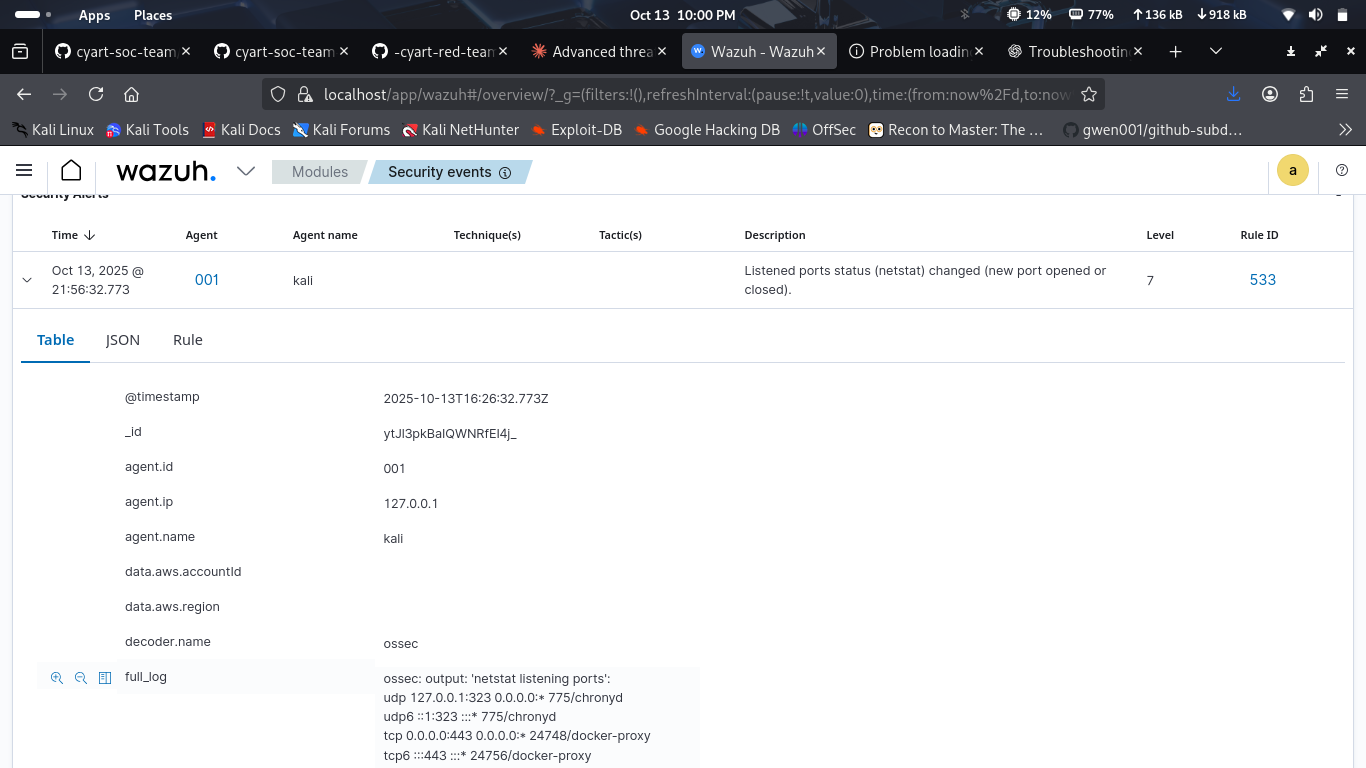 Apps Places Oct 13 10:00 PM 12% 77% 136 kB 918 kB
cyart-soc-team/ cyart-soc-team -cyart-red-team Advanced threa Wazuh - Wazuh Problem loadin Troubleshootin
localhost/app/wazuh#/overview/?_g=(filters:!(),refreshInterval:(pause:!t,value:0),time:(from:now%2Fd,to:now
Kali Linux Kali Tools Kali Docs Kali Forums Kali NetHunter Exploit-DB Google Hacking DB OffSec Recon to Master: The ... gwen001/github-subd...
wazuh. Modules Security events a
Security Alerts
Time Agent Agent name Technique(s) Tactic(s) Description Level Rule ID
Oct 13, 2025 @
21:56:32.773
001 kali
Listened ports status (netstat) changed (new port opened or
closed).
7 533
Table JSON Rule
@timestamp 2025-10-13T16:26:32.773Z
_id
agent.id 001
agent.ip 127.0.0.1
agent.name kali
data.aws.accountId
data.aws.region
decoder.name ossec
full_log ossec: output: 'netstat listening ports':
udp 127.0.0.1:323 0.0.0.0:* 775/chronyd
udp6 ::1:323 :::* 775/chronyd
tcp 0.0.0.0:443 0.0.0.0:* 24748/docker-proxy
tcp6 :::443 :::* 24756/docker-proxy